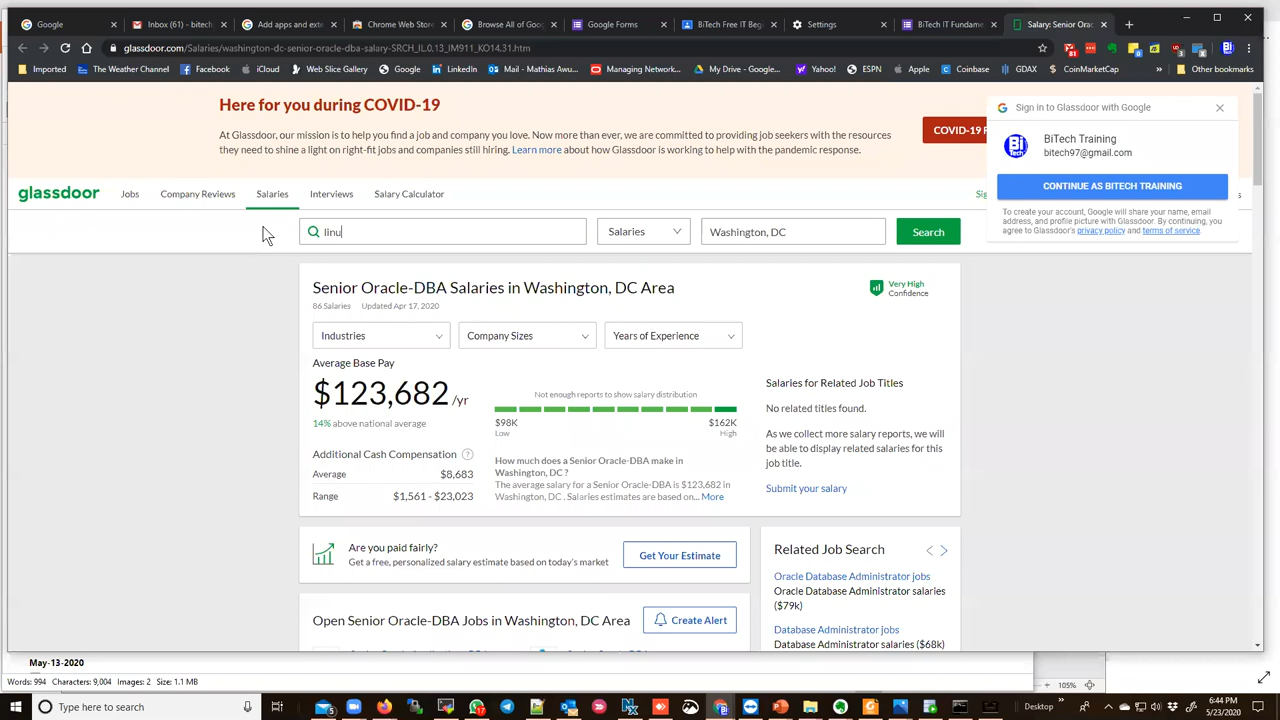 Google
Inbox (61) - bitech
Add apps and exte
Chrome Web Store
Browse All of Goog
Google Forms
BiTech Free IT Beg
Settings
BiTech IT Fundame
Salary: Senior Orac
glassdoor.com/Salaries/washington-dc-senior-oracle-dba-salary-SRCH_IL.0,13_IM911_KO14,31.htm
Imported
The Weather Channel
Facebook
iCloud
Web Slice Gallery
Google
LinkedIn
Mail - Mathias Awu...
Managing Network...
My Drive - Google...
Yahoo!
ESPN
Apple
Coinbase
GDAX
CoinMarketCap
»
Other bookmarks
Here for you during COVID-19
At Glassdoor, our mission is to help you find a job and company you love. Now more than ever, we are committed to providing job seekers with the resources
they need to shine a light on right-fit jobs and companies still hiring. Learn more about how Glassdoor is working to help with the pandemic response.
COVID-19
Sign in to Glassdoor with Google
BiTech Training
bitech97@gmail.com
CONTINUE AS BITECH TRAINING
To create your account, Google will share your name, email
address, and profile picture with Glassdoor. By continuing, you
agree to Glassdoor's privacy policy and terms of service.
glassdoor
Jobs
Company Reviews
Salaries
Interviews
Salary Calculator
linu
Salaries
Washington, DC
Search
Senior Oracle-DBA Salaries in Washington, DC Area
86 Salaries Updated Apr 17, 2020
Very High
Confidence
Industries
Company Sizes
Years of Experience
Average Base Pay
$123,682 /yr
14% above national average
Not enough reports to show salary distribution
$98K
Low
$162K
High
Additional Cash Compensation ?
Average $8,683
Range $1,561 - $23,023
How much does a Senior Oracle-DBA make in
Washington, DC ?
The average salary for a Senior Oracle-DBA is $123,682 in
Washington, DC . Salaries estimates are based on... More
Salaries for Related Job Titles
No related titles found.
As we collect more salary reports, we will
be able to display related salaries for this
job title.
Submit your salary
Are you paid fairly?
Get a free, personalized salary estimate based on today's market
Get Your Estimate
Related Job Search
Oracle Database Administrator jobs
Oracle Database Administrator salaries
($79k)
Database Administrator jobs
Database Administrator salaries ($68k)
Open Senior Oracle-DBA Jobs in Washington, DC Area
Create Alert
May-13-2020
Words: 994 Characters: 9,004 Images: 2 Size: 1.1 MB
105%
Type here to search
Desktop
»
6:44 PM
5/23/2020